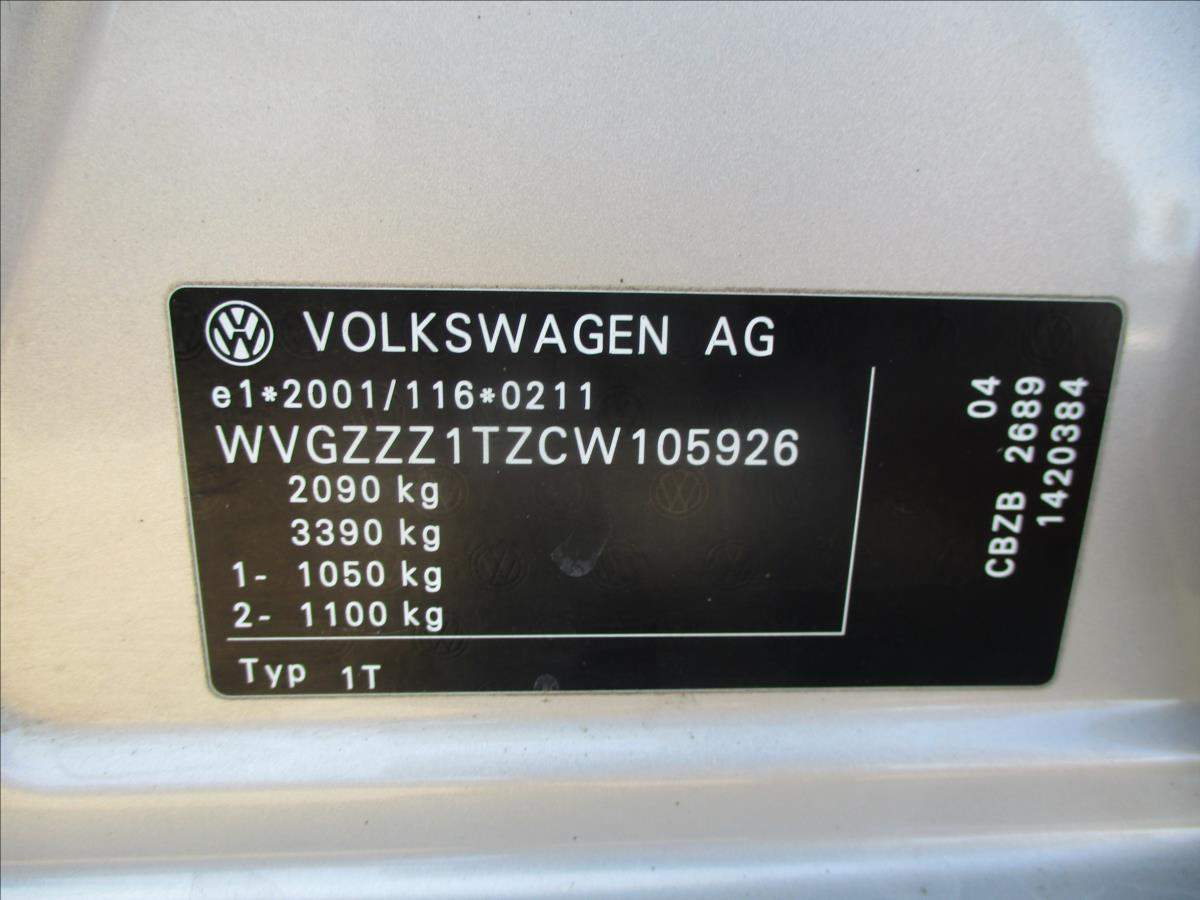 VOLKSWAGEN AG
e1*2001/116*0211
WVGZZZ1TZCW105926
2090 kg
3390 kg
1- 1050 kg
2- 1100 kg
Typ 1T
04
CBZB 2689
1420384